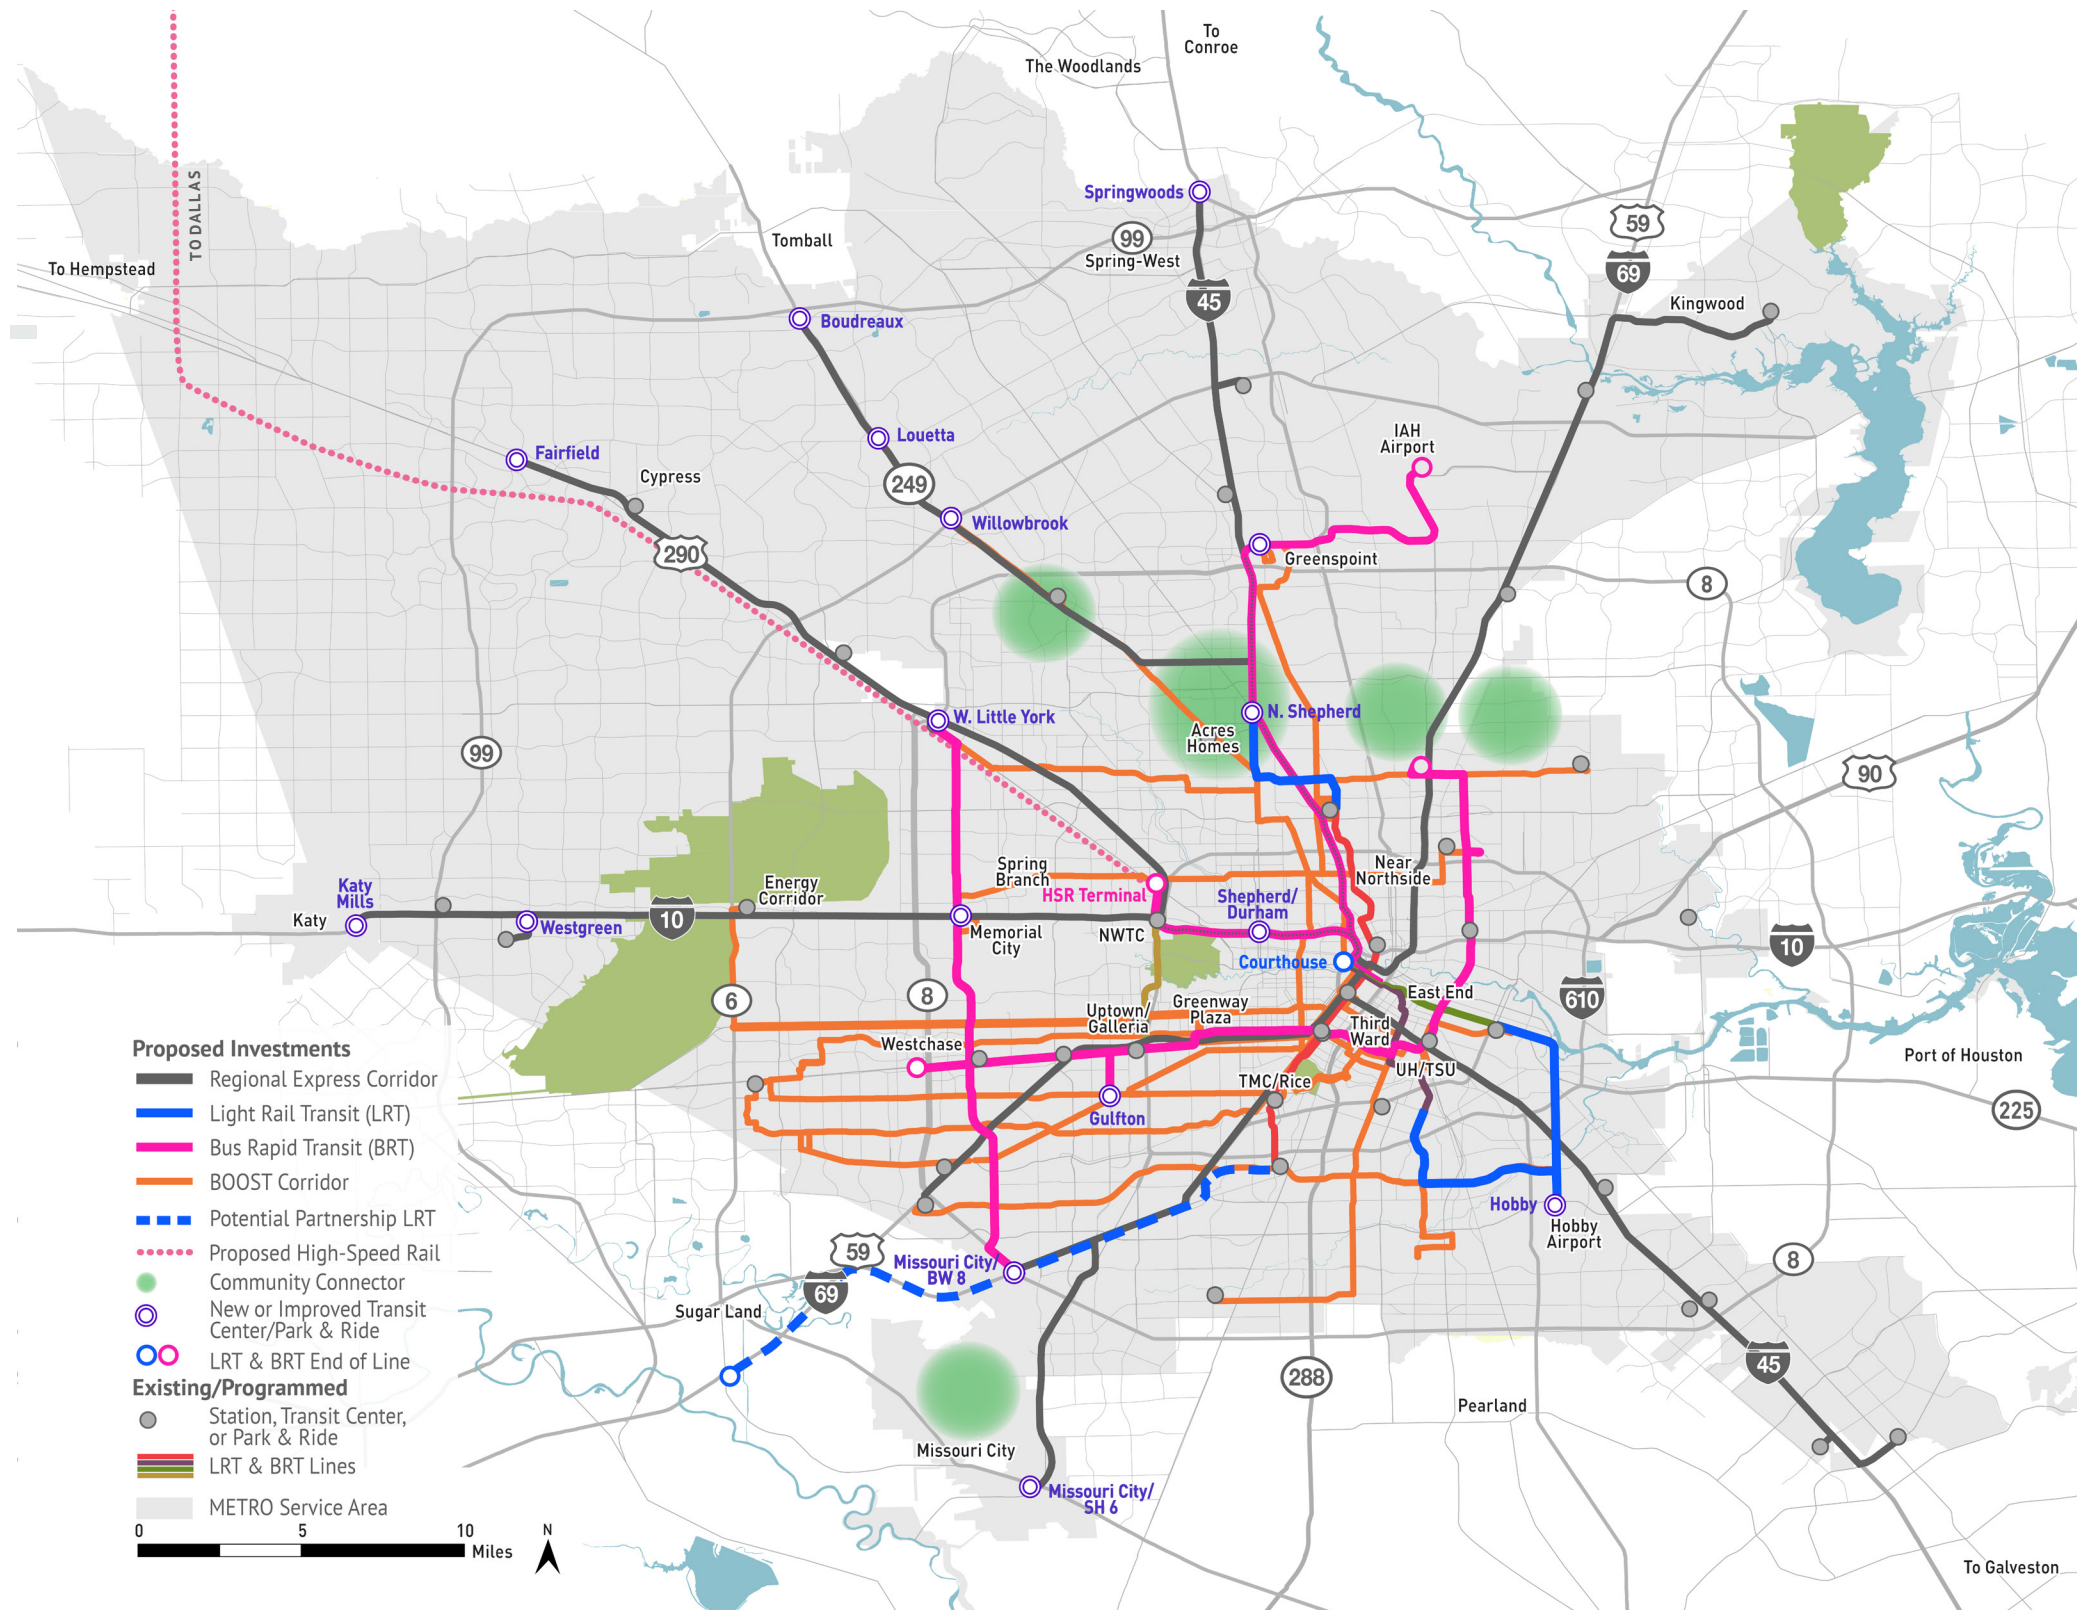 To
Conroe
The Woodlands
TO DALLAS
Springwoods
59
99
Spring-West
Tomball
To Hempstead
69
45
Kingwood
Boudreaux
IAH
Airport
Louetta
Fairfield
Cypress
249
Willowbrook
290
Greenspoint
8
N. Shepherd
W. Little York
Acres
Homes
99
90
Near
Northside
Spring
Branch
HSR Terminal
Energy
Corridor
Katy
Mills
Shepherd/
Durham
Katy
Westgreen
10
Memorial
City
NWTC
10
Courthouse
6
8
East End
610
Greenway
Plaza
Uptown/
Galleria
Third
Ward
Westchase
Port of Houston
UH/TSU
TMC/Rice
Gulfton
225
Hobby
Hobby
Airport
59
Missouri City/
BW 8
8
69
Sugar Land
45
288
Pearland
Missouri City
Missouri City/
SH 6
To Galveston
Proposed Investments
Regional Express Corridor
Light Rail Transit (LRT)
Bus Rapid Transit (BRT)
BOOST Corridor
Potential Partnership LRT
Proposed High-Speed Rail
Community Connector
New or Improved Transit
Center/Park & Ride
LRT & BRT End of Line
Existing/Programmed
Station, Transit Center,
or Park & Ride
LRT & BRT Lines
METRO Service Area
0 5 10
Miles
N